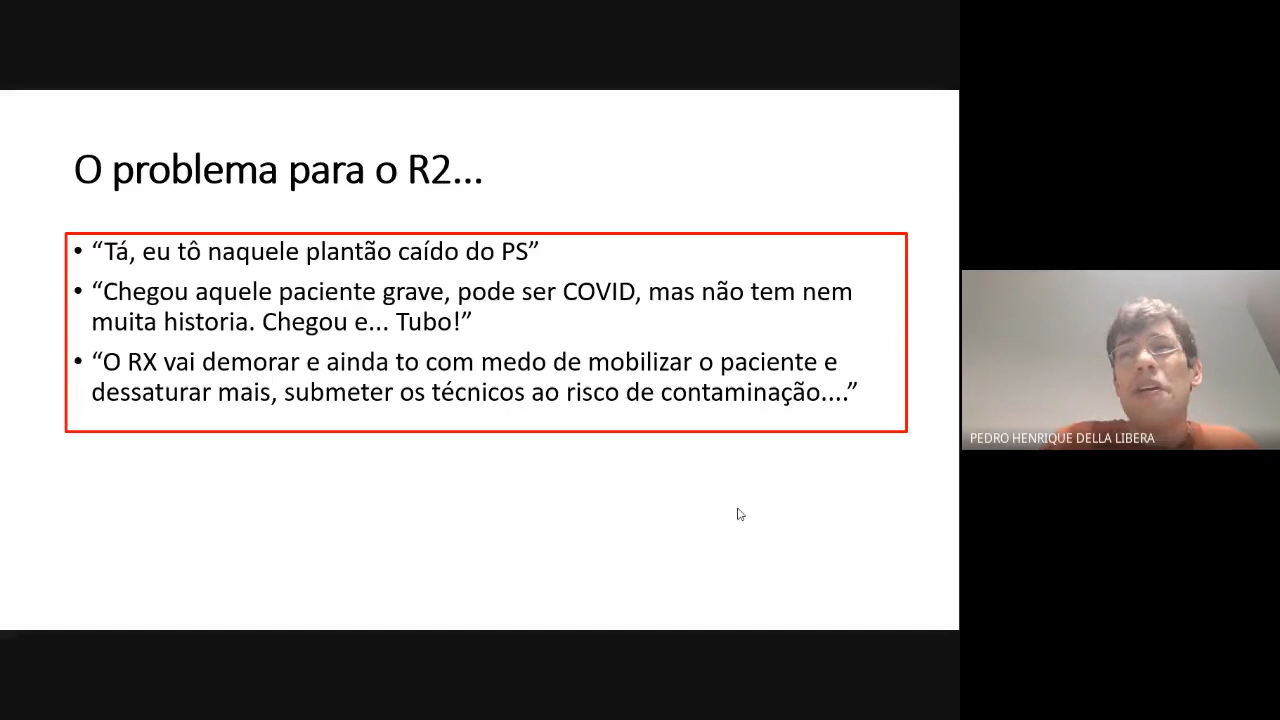 O problema para o R2...
• “Tá, eu tô naquele plantão caído do PS”
• “Chegou aquele paciente grave, pode ser COVID, mas não tem nem
muita historia. Chegou e... Tubo!”
• “O RX vai demorar e ainda to com medo de mobilizar o paciente e
dessaturar mais, submeter os técnicos ao risco de contaminação....”
PEDRO HENRIQUE DELLA LIBERA